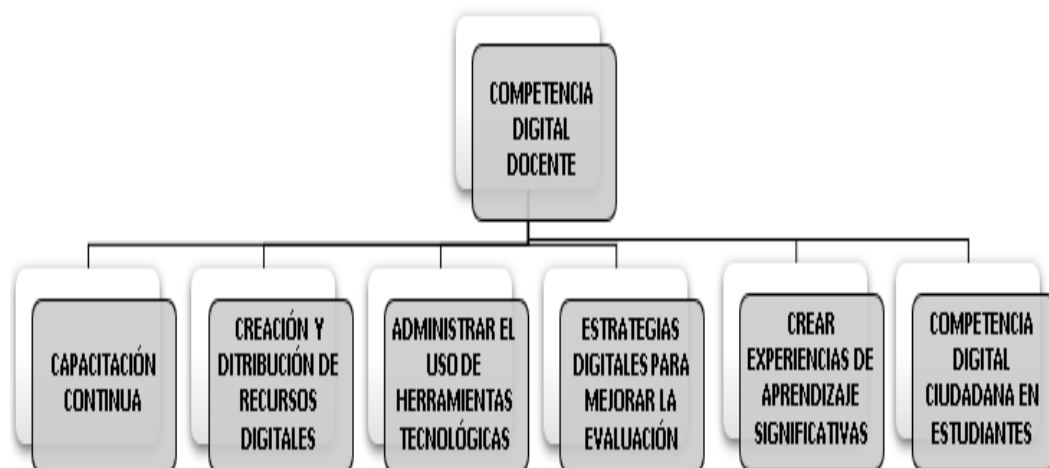 COMPETENCIA
DIGITAL
DOCENTE
CAPACITACIÓN
CONTINUA
CREACIÓN Y
DITRIBUCIÓN DE
RECURSOS
DIGITALES
ADMINISTRAR EL
USO DE
HERRAMIENTAS
TECNOLÓGICAS
ESTRATEGIAS
DIGITALES PARA
MEJORAR LA
EVALUACIÓN
CREAR
EXPERIENCIAS DE
APRENDIZAJE
SIGNIFICATIVAS
COMPETENCIA
DIGITAL
CIUDADANA EN
ESTUDIANTES